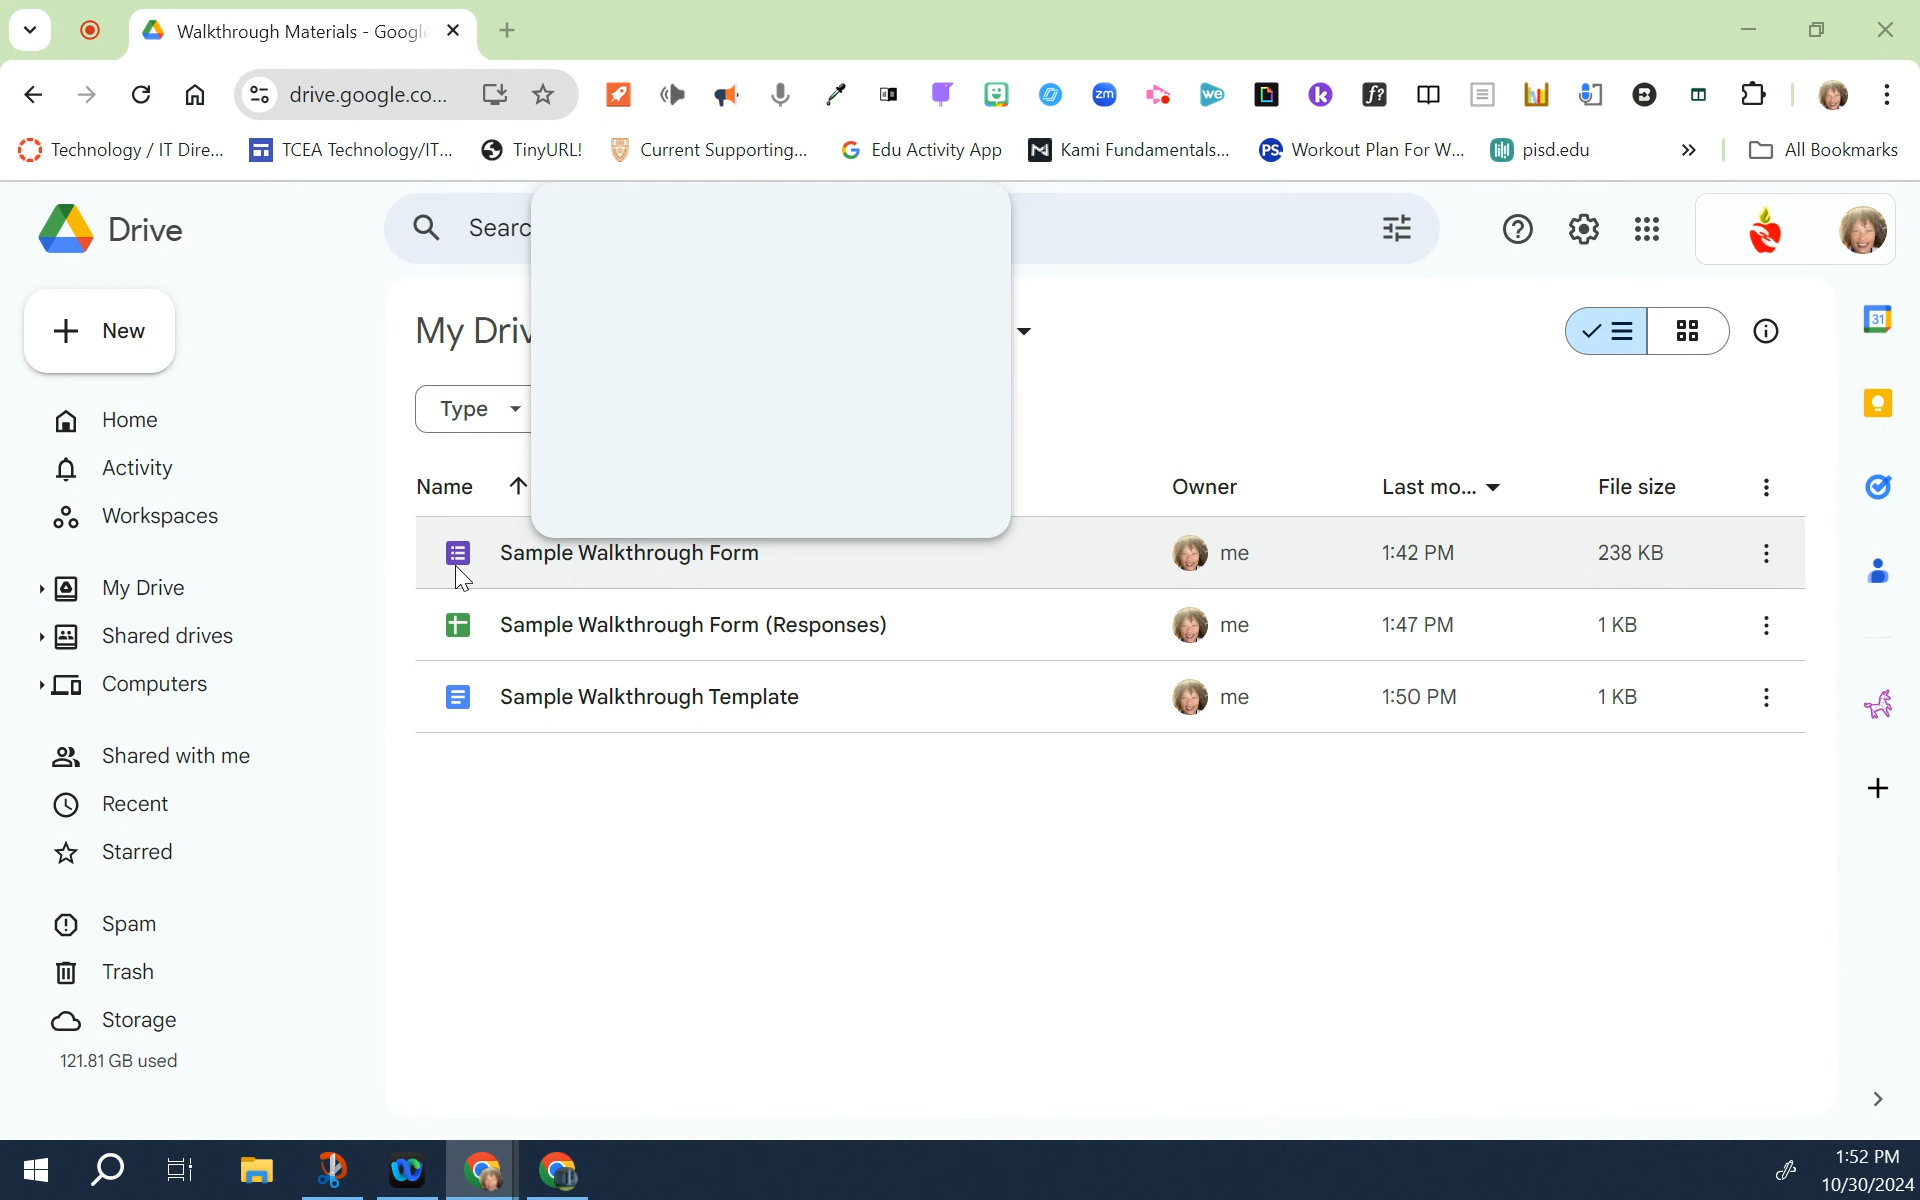 Walkthrough Materials - Googl
drive.google.co...
zm
we
k
f?
Technology / IT Dire...
TCEA Technology/IT...
TinyURL!
Current Supporting...
Edu Activity App
Kami Fundamentals...
PS.
Workout Plan For W...
pisd.edu
»
All Bookmarks
Drive
Searc
New
My Driv
31
Type
Home
Activity
Workspaces
Name
Owner
Last mo...
File size
Sample Walkthrough Form
me
1:42 PM
238 KB
My Drive
Shared drives
Computers
Sample Walkthrough Form (Responses)
me
1:47 PM
1 KB
Sample Walkthrough Template
me
1:50 PM
1 KB
Shared with me
Recent
Starred
Spam
Trash
Storage
121.81 GB used
1:52 PM
10/30/2024